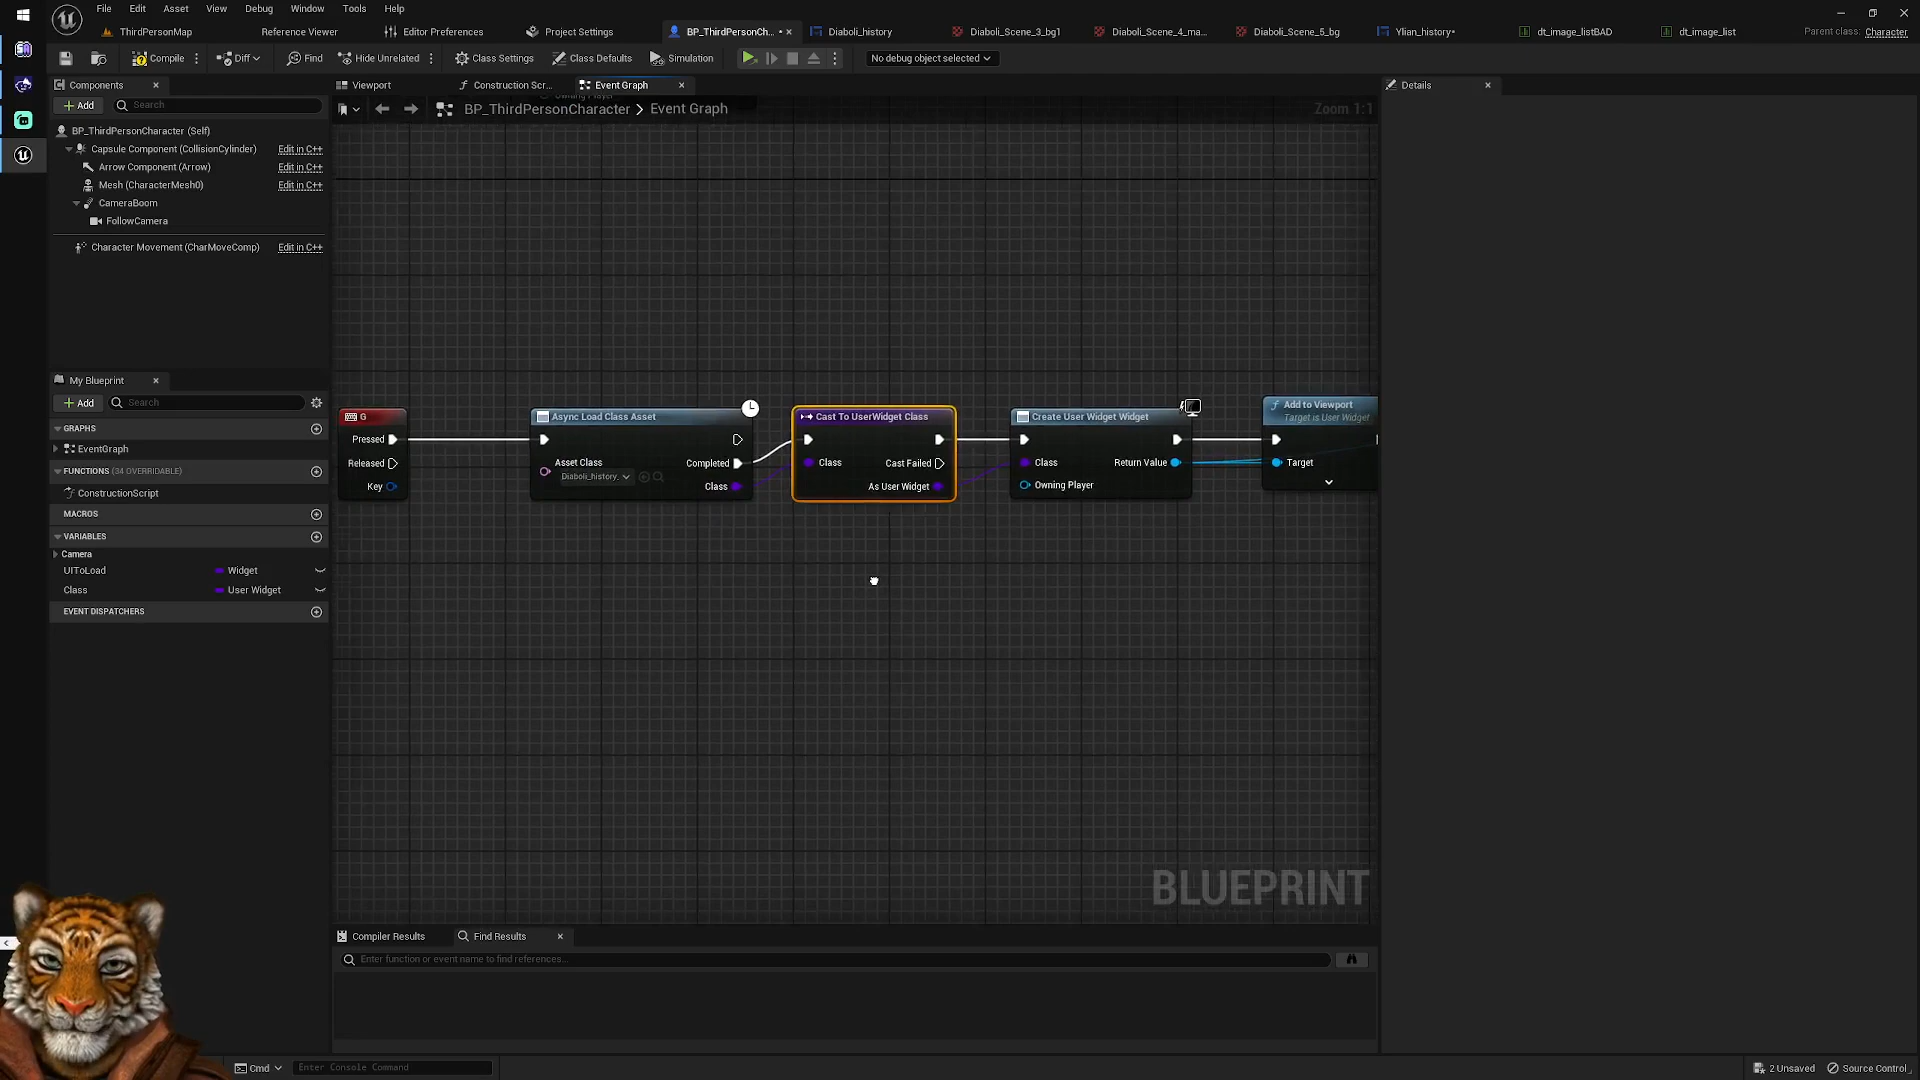 File Edit Asset View Debug Window Tools Help
ThirdPersonMap Reference Viewer Editor Preferences Project Settings BP_ThirdPersonCh... Diaboli_history Diaboli_Scene_3_bg1 Diaboli_Scene_4_ma... Diaboli_Scene_5_bg Ylian_history• dt_image_listBAD dt_image_list Parent class: Character
Compile Diff Find Hide Unrelated Class Settings Class Defaults Simulation No debug object selected
Components Viewport Construction Scr... Event Graph Details
Add Search
BP_ThirdPersonCharacter > Event Graph Zoom 1:1
BP_ThirdPersonCharacter (Self)
Capsule Component (CollisionCylinder) Edit in C++
Arrow Component (Arrow) Edit in C++
Mesh (CharacterMesh0) Edit in C++
CameraBoom
FollowCamera
Character Movement (CharMoveComp) Edit in C++
My Blueprint
Add Search
GRAPHS
EventGraph
FUNCTIONS (34 OVERRIDABLE)
ConstructionScript
MACROS
VARIABLES
Camera
UIToLoad Widget
Class User Widget
EVENT DISPATCHERS
G
Pressed
Released
Key
Async Load Class Asset
Asset Class
Diaboli_history_
Completed
Class
Cast To UserWidget Class
Class
Cast Failed
As User Widget
Create User Widget Widget
Class Return Value
Owning Player
Add to Viewport
Target is User Widget
Target
BLUEPRINT
Compiler Results Find Results
Enter function or event name to find references...
Cmd Enter Console Command
2 Unsaved Source Control